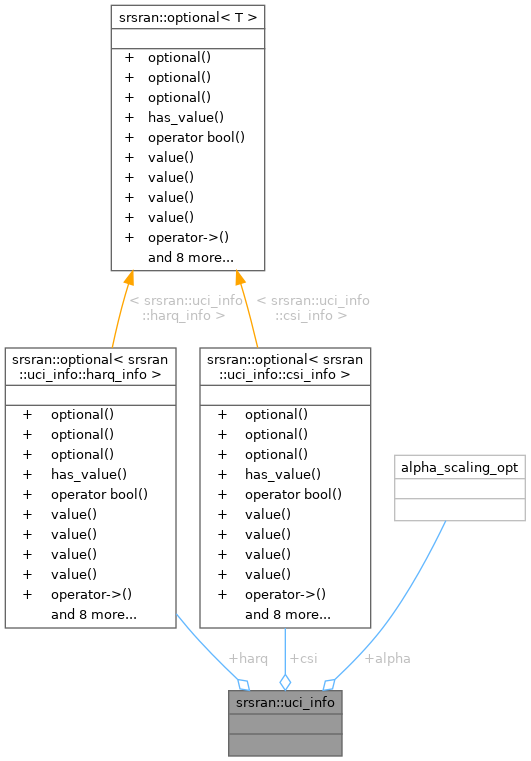 srsran::optional< T >
+ optional()
+ optional()
+ optional()
+ has_value()
+ operator bool()
+ value()
+ value()
+ value()
+ value()
+ operator->()
and 8 more...
< srsran::uci_info
::harq_info >
< srsran::uci_info
::csi_info >
srsran::optional< srsran
::uci_info::harq_info >
+ optional()
+ optional()
+ optional()
+ has_value()
+ operator bool()
+ value()
+ value()
+ value()
+ value()
+ operator->()
and 8 more...
srsran::optional< srsran
::uci_info::csi_info >
+ optional()
+ optional()
+ optional()
+ has_value()
+ operator bool()
+ value()
+ value()
+ value()
+ value()
+ operator->()
and 8 more...
alpha_scaling_opt
+harq
+csi
+alpha
srsran::uci_info